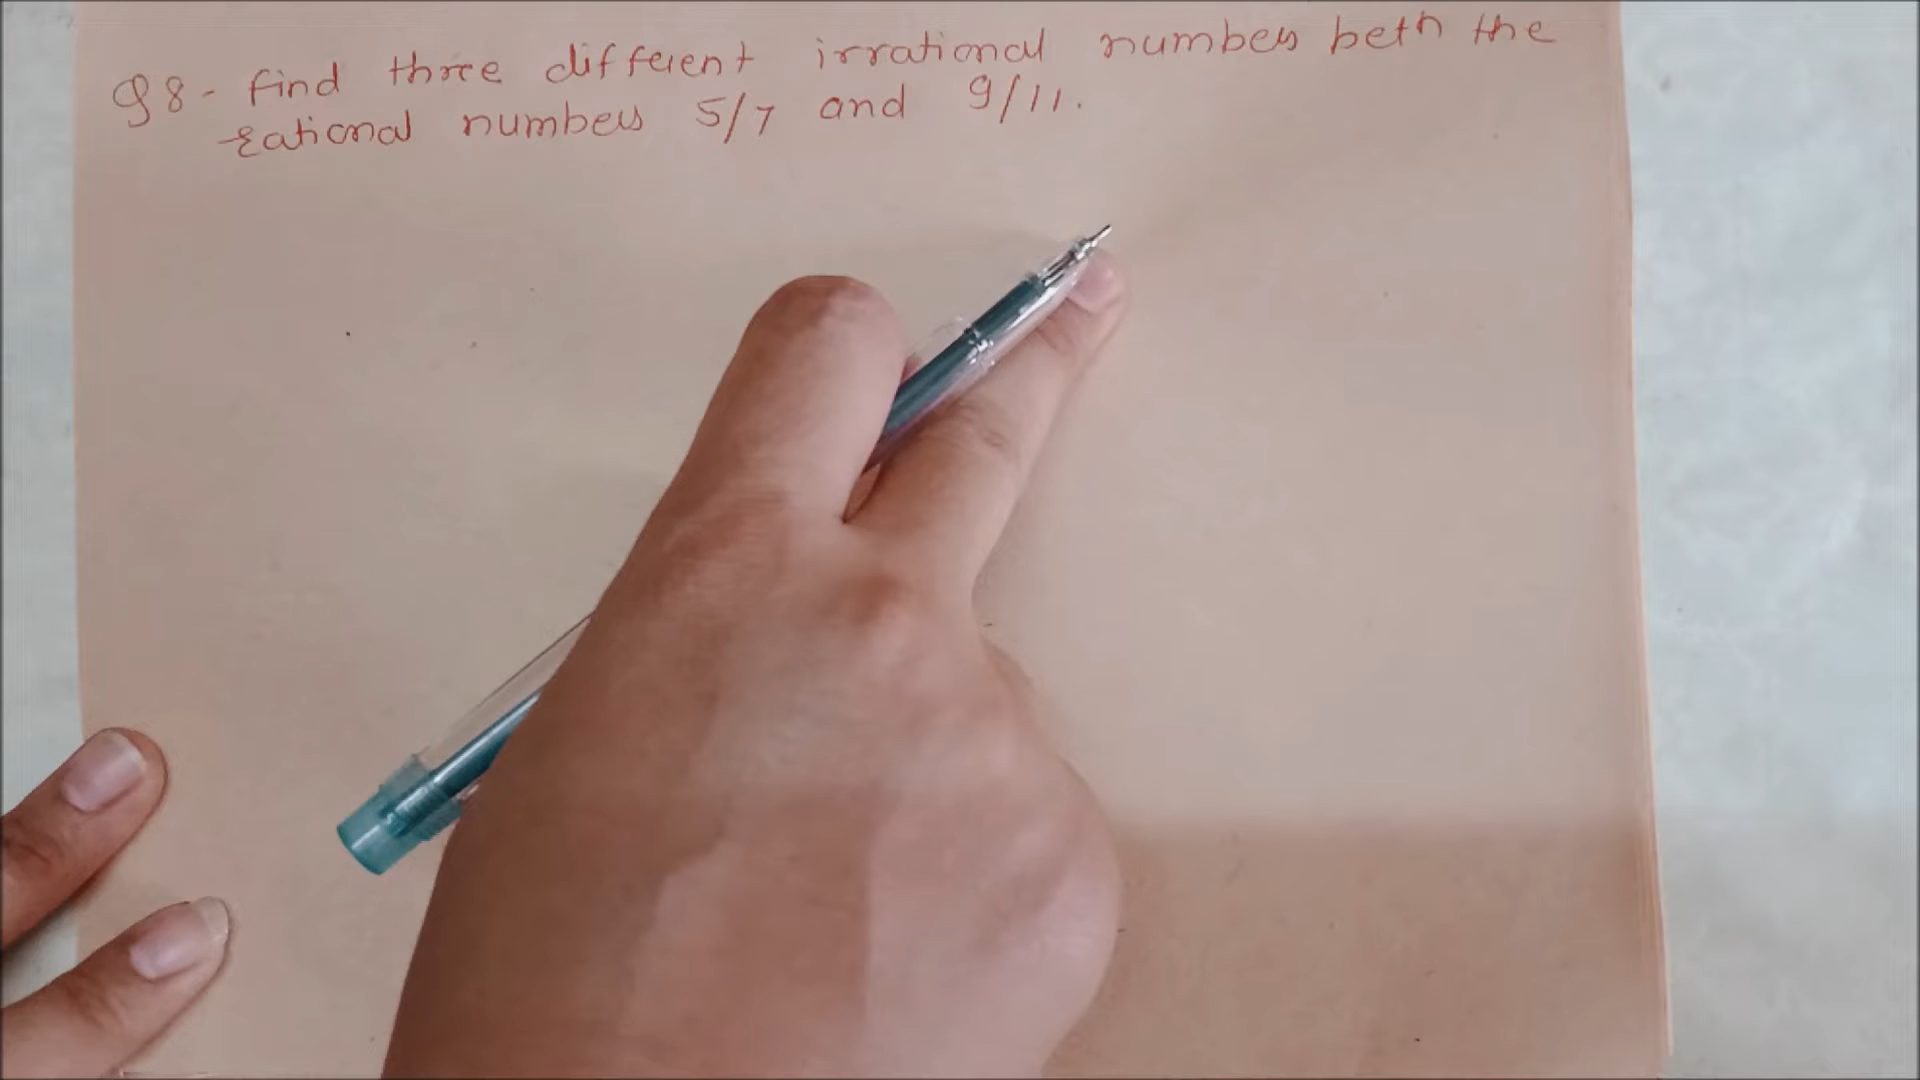 Q8- find three different irrational numbers betn the
rational numbers 5/7 and 9/11.